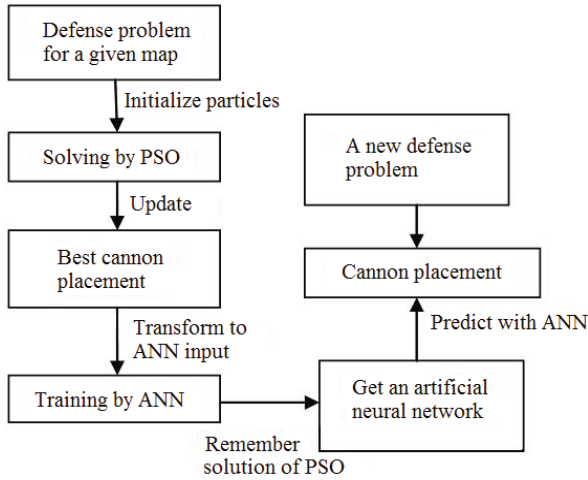 Defense problem
for a given map
Initialize particles
Solving by PSO
Update
Best cannon
placement
Transform to
ANN input
Training by ANN
Remember
solution of PSO
Get an artificial
neural network
Predict with ANN
A new defense
problem
Cannon placement